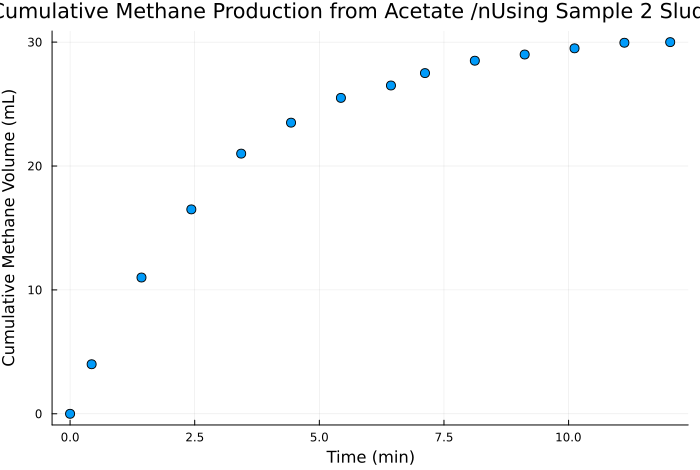 Cumulative Methane Production from Acetate /nUsing Sample 2 Slud
Cumulative Methane Volume (mL)
30
20
10
0
0.0 2.5 5.0 7.5 10.0
Time (min)